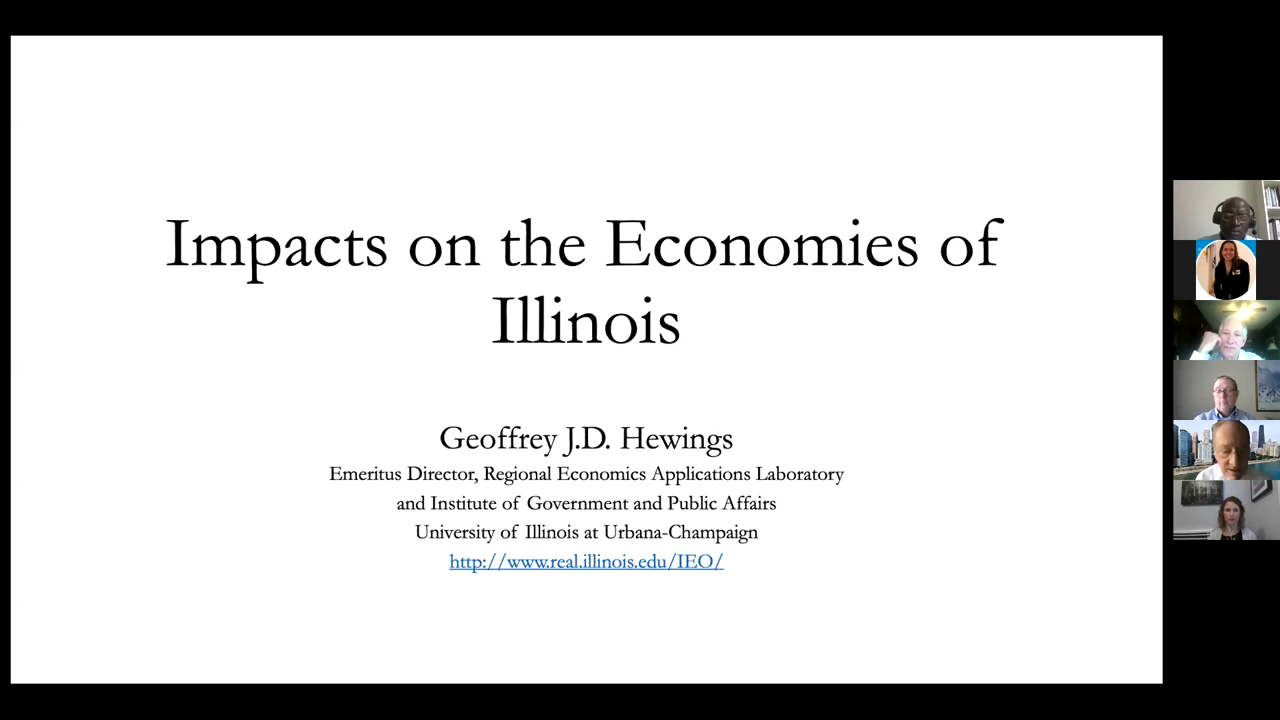 Impacts on the Economies of
Illinois
Geoffrey J.D. Hewings
Emeritus Director, Regional Economics Applications Laboratory
and Institute of Government and Public Affairs
University of Illinois at Urbana-Champaign
http://www.real.illinois.edu/IEO/